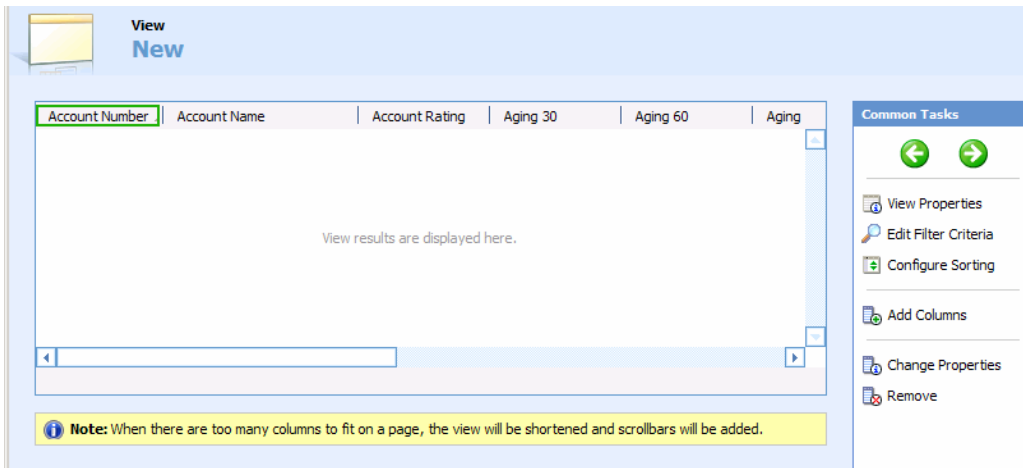 View
New
Account Number Account Name Account Rating Aging 30 Aging 60 Aging
View results are displayed here.
Note: When there are too many columns to fit on a page, the view will be shortened and scrollbars will be added.
Common Tasks
View Properties
Edit Filter Criteria
Configure Sorting
Add Columns
Change Properties
Remove